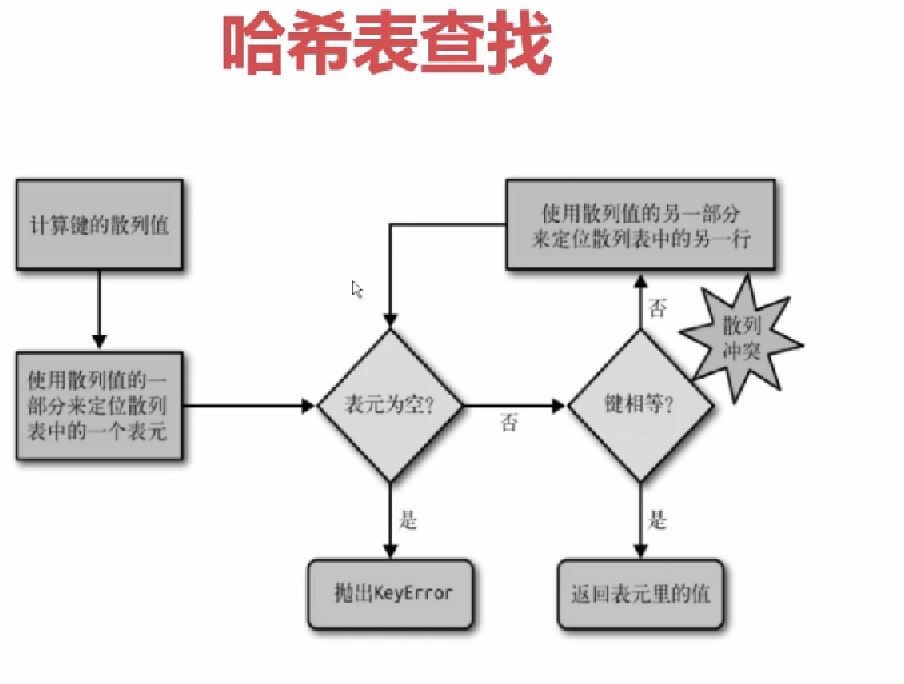 哈希表查找
计算键的散列值
使用散列值的一
部分来定位散列
表中的一个表元
表元为空?
否
键相等?
否
使用散列值的另一部分
来定位散列表中的另一行
散列
冲突
是
抛出KeyError
是
返回表元里的值